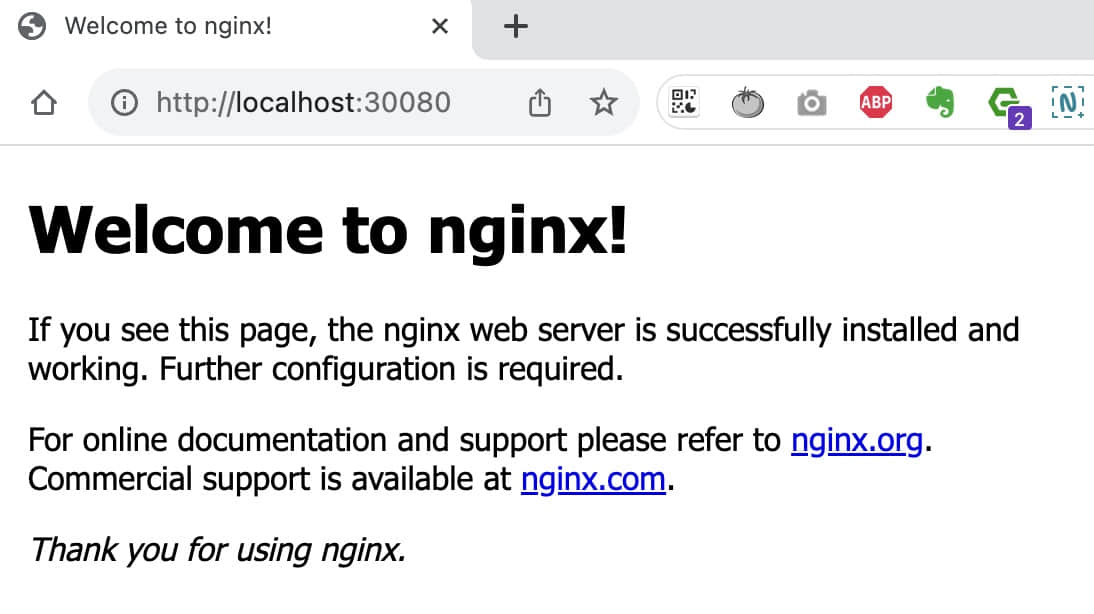 Welcome to nginx!
http://localhost:30080
ABP
2
Welcome to nginx!
If you see this page, the nginx web server is successfully installed and
working. Further configuration is required.
For online documentation and support please refer to nginx.org.
Commercial support is available at nginx.com.
Thank you for using nginx.